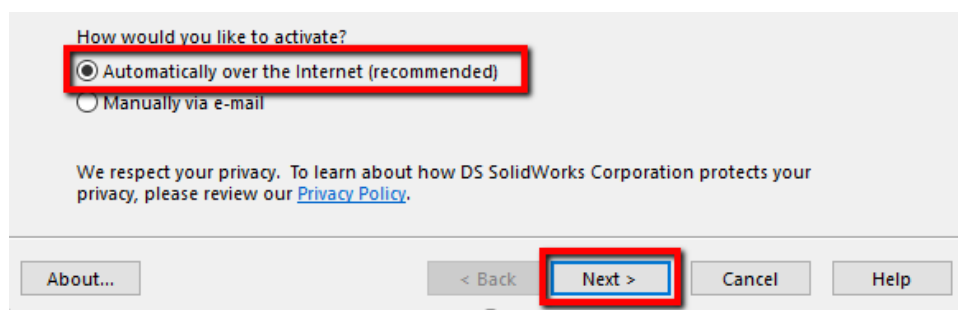 How would you like to activate?
Automatically over the Internet (recommended)
Manually via e-mail
We respect your privacy.  To learn about how DS SolidWorks Corporation protects your
privacy, please review our Privacy Policy.
About... < Back Next > Cancel Help